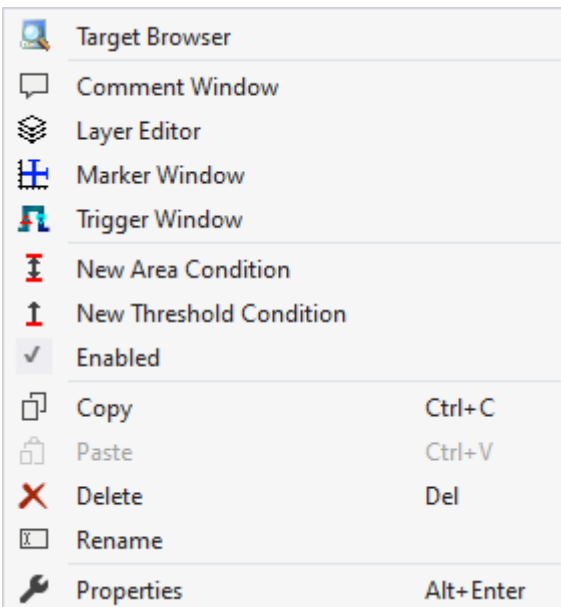 Target Browser
Comment Window
Layer Editor
Marker Window
Trigger Window
New Area Condition
New Threshold Condition
Enabled
Copy Ctrl+C
Paste Ctrl+V
Delete Del
Rename
Properties Alt+Enter